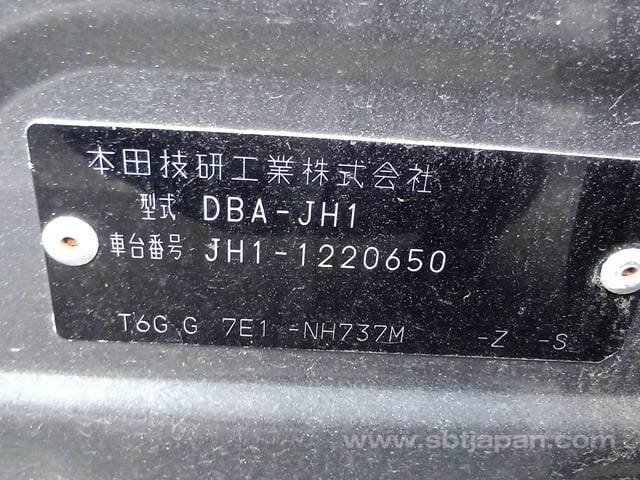 本田技研工業株式会社
型式 DBA-JH1
車台番号 JH1-1220650
T6G G 7E1 -NH737M -Z -S
www.sbtjapan.com